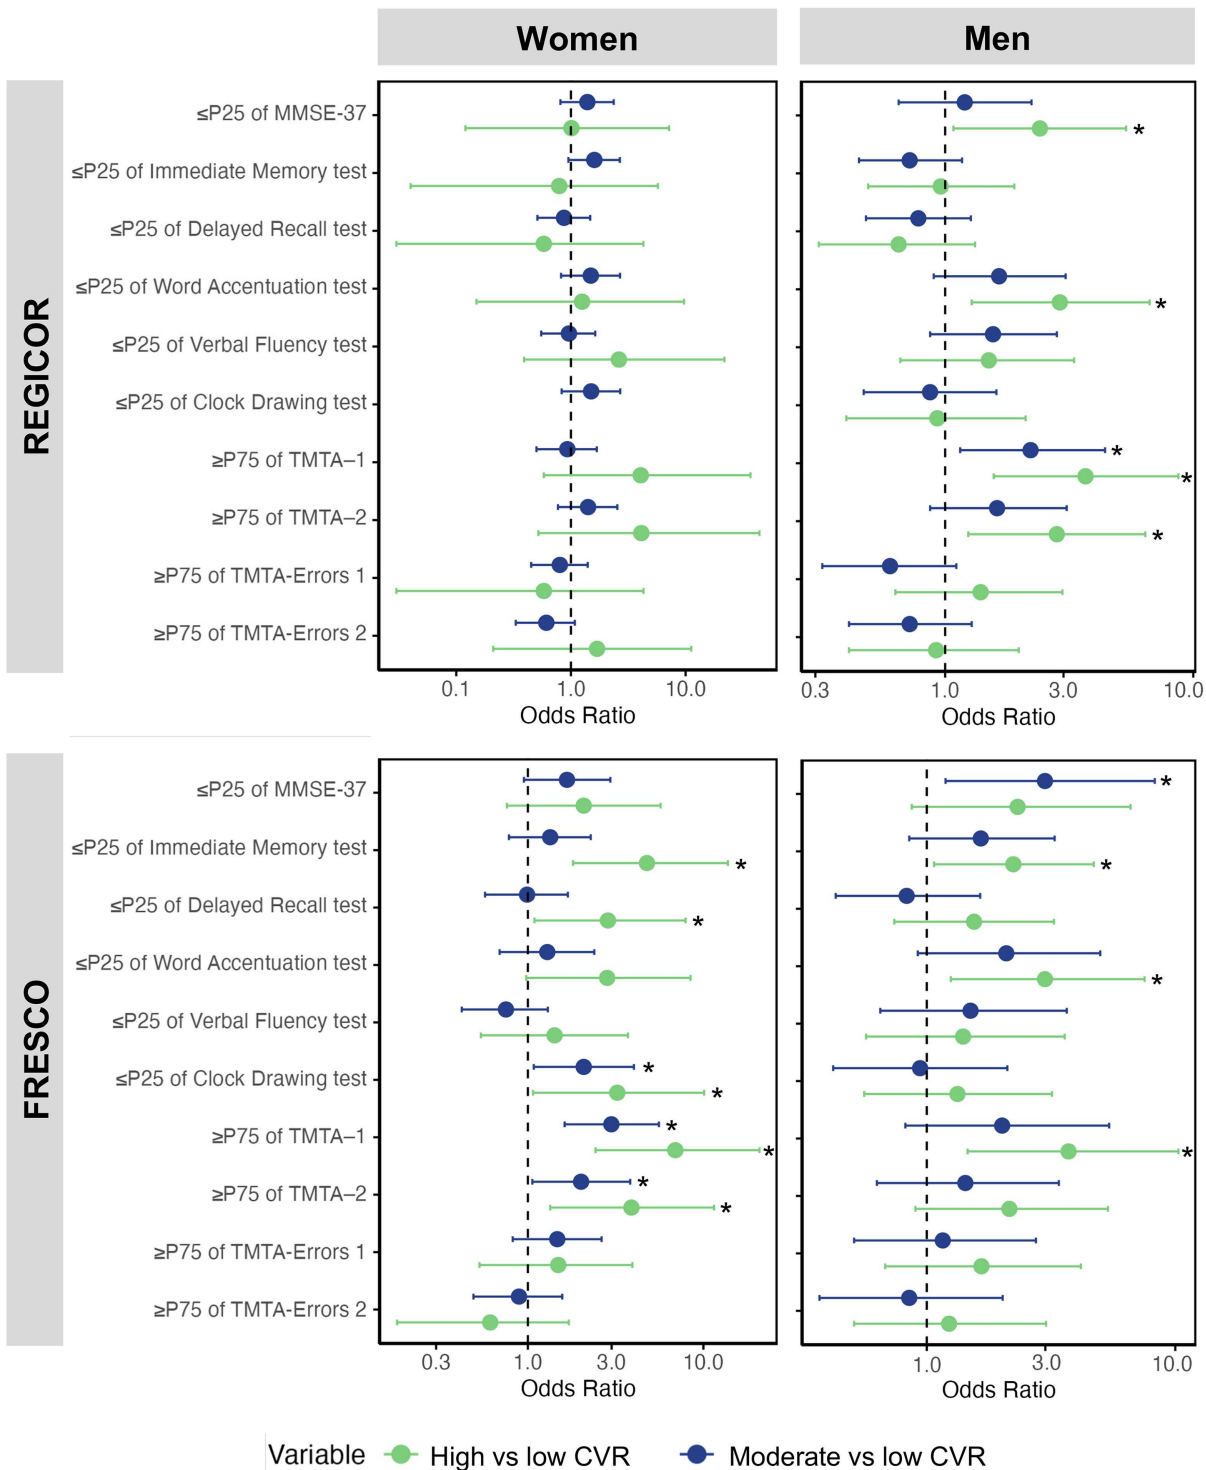 Women
Men
REGICOR
≤P25 of MMSE-37
*
≤P25 of Immediate Memory test
≤P25 of Delayed Recall test
≤P25 of Word Accentuation test
*
≤P25 of Verbal Fluency test
≤P25 of Clock Drawing test
≥P75 of TMTA–1
*
*
≥P75 of TMTA–2
*
≥P75 of TMTA-Errors 1
≥P75 of TMTA-Errors 2
0.1 1.0 10.0
Odds Ratio
0.3 1.0 3.0 10.0
Odds Ratio
FRESCO
≤P25 of MMSE-37
*
≤P25 of Immediate Memory test
* *
≤P25 of Delayed Recall test
*
≤P25 of Word Accentuation test
*
≤P25 of Verbal Fluency test
≤P25 of Clock Drawing test
*
*
≥P75 of TMTA–1
*
* *
≥P75 of TMTA–2
*
*
≥P75 of TMTA-Errors 1
≥P75 of TMTA-Errors 2
0.3 1.0 3.0 10.0
Odds Ratio
1.0 3.0 10.0
Odds Ratio
Variable High vs low CVR Moderate vs low CVR